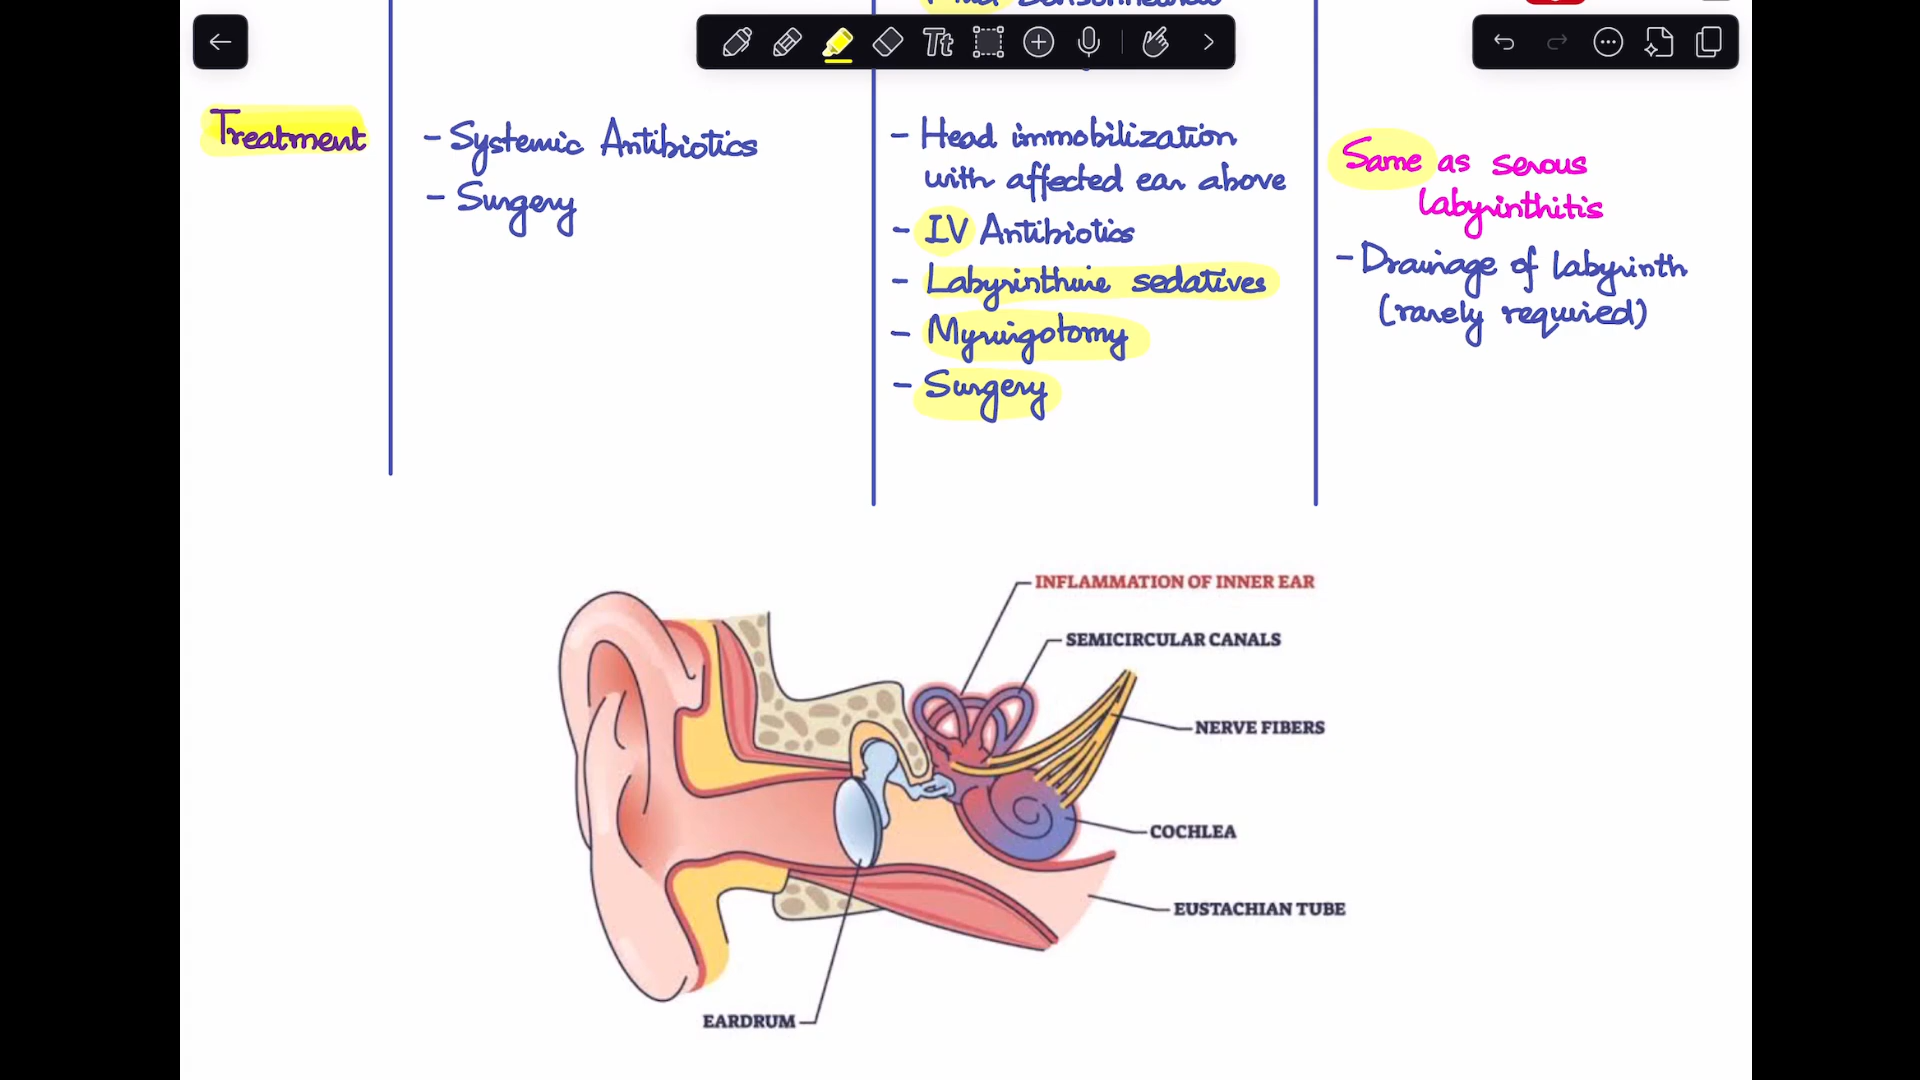 Tt
Treatment
- Systemic Antibiotics
- Surgery
- Head immobilization
with affected ear above
- IV Antibiotics
- Labyrinthine sedatives
- Myringotomy
- Surgery
Same as serous
labyrinthitis
- Drainage of labyrinth
(rarely required)
INFLAMMATION OF INNER EAR
SEMICIRCULAR CANALS
NERVE FIBERS
COCHLEA
EUSTACHIAN TUBE
EARDRUM